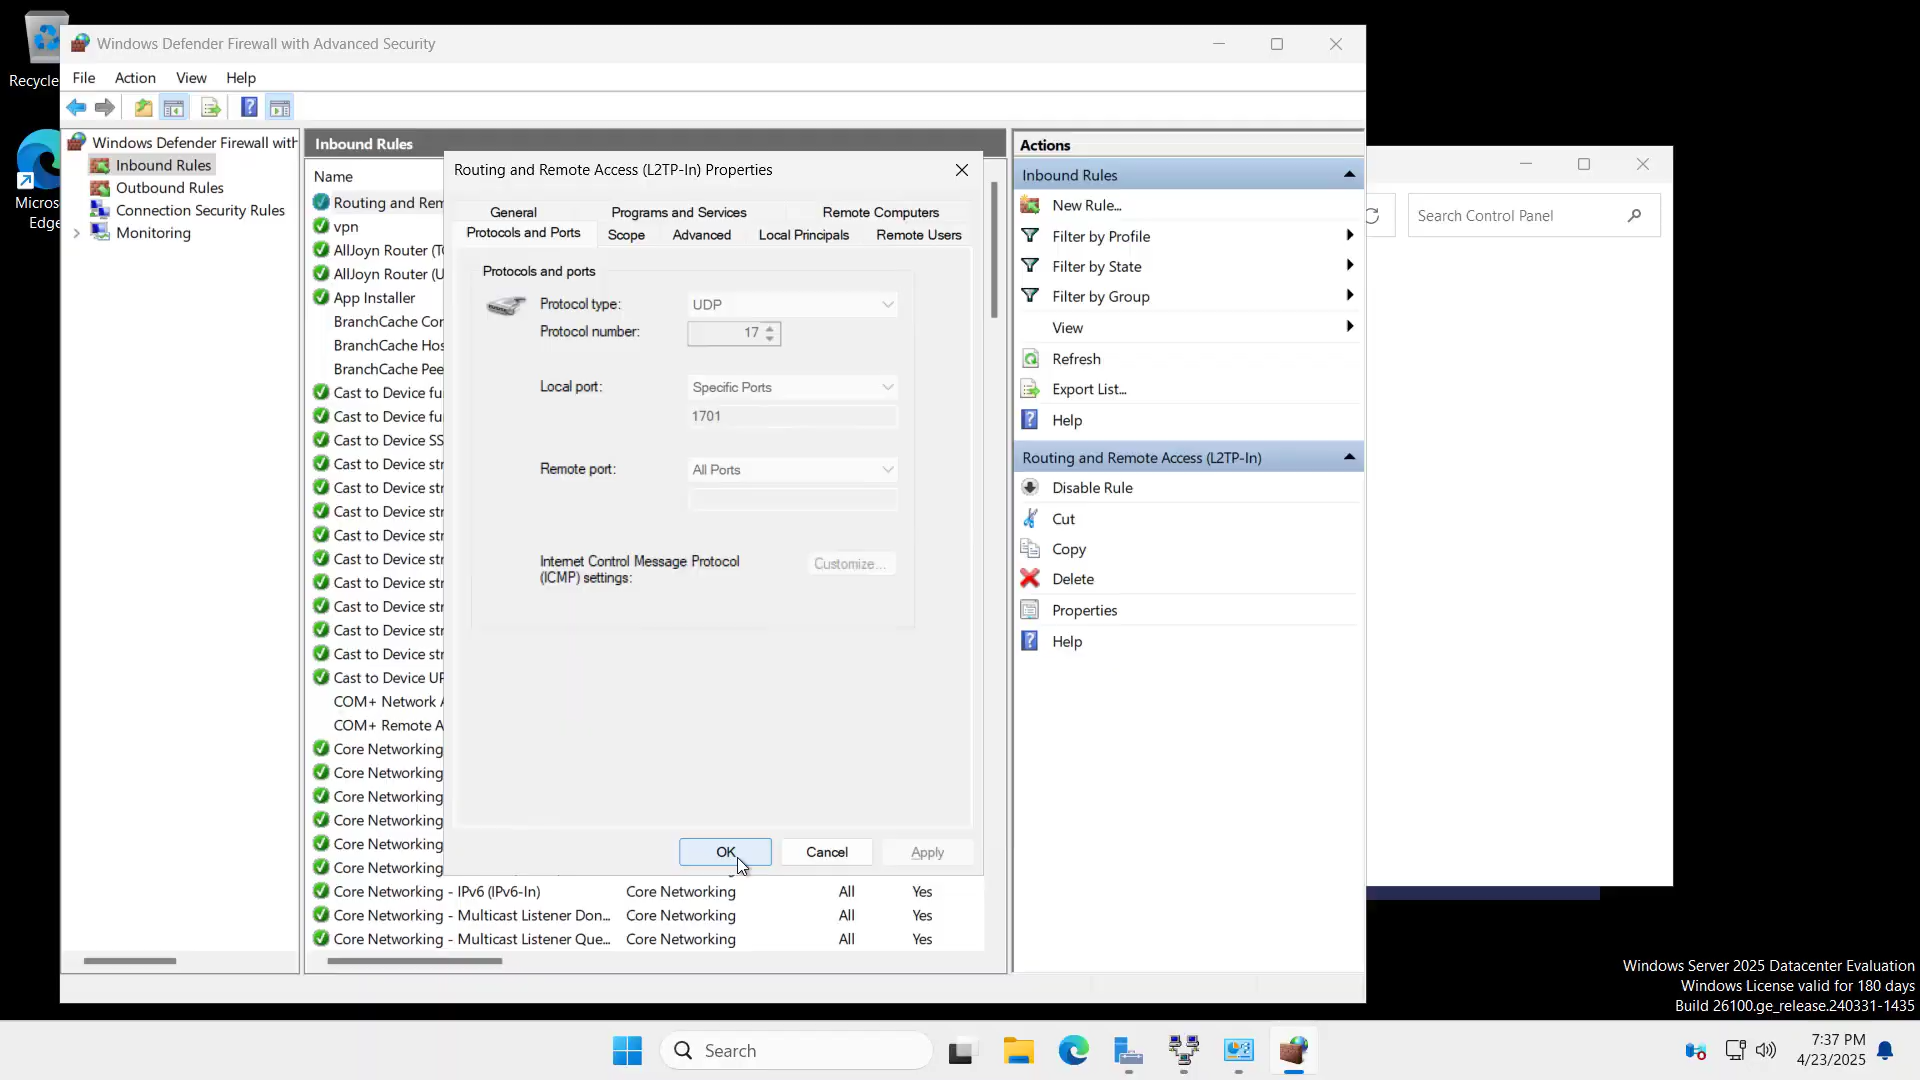 Recycle
Micros
Edge
Windows Defender Firewall with Advanced Security
File Action View Help
Windows Defender Firewall with
Inbound Rules
Outbound Rules
Connection Security Rules
Monitoring
Inbound Rules
Name
Routing and Rem
vpn
AllJoyn Router (TC
AllJoyn Router (U
App Installer
BranchCache Con
BranchCache Hos
BranchCache Pee
Cast to Device fu
Cast to Device fu
Cast to Device SS
Cast to Device str
Cast to Device str
Cast to Device str
Cast to Device str
Cast to Device str
Cast to Device str
Cast to Device str
Cast to Device str
Cast to Device str
Cast to Device UP
COM+ Network A
COM+ Remote A
Core Networking
Core Networking
Core Networking
Core Networking
Core Networking
Core Networking
Core Networking - IPv6 (IPv6-In) Core Networking All Yes
Core Networking - Multicast Listener Don... Core Networking All Yes
Core Networking - Multicast Listener Que... Core Networking All Yes
Routing and Remote Access (L2TP-In) Properties
General Programs and Services Remote Computers
Protocols and Ports Scope Advanced Local Principals Remote Users
Protocols and ports
Protocol type: UDP
Protocol number: 17
Local port: Specific Ports
1701
Remote port: All Ports
Internet Control Message Protocol
(ICMP) settings:
Customize...
OK Cancel Apply
Actions
Inbound Rules
New Rule...
Filter by Profile
Filter by State
Filter by Group
View
Refresh
Export List...
Help
Routing and Remote Access (L2TP-In)
Disable Rule
Cut
Copy
Delete
Properties
Help
Search Control Panel
Windows Server 2025 Datacenter Evaluation
Windows License valid for 180 days
Build 26100.ge_release.240331-1435
Search
7:37 PM
4/23/2025